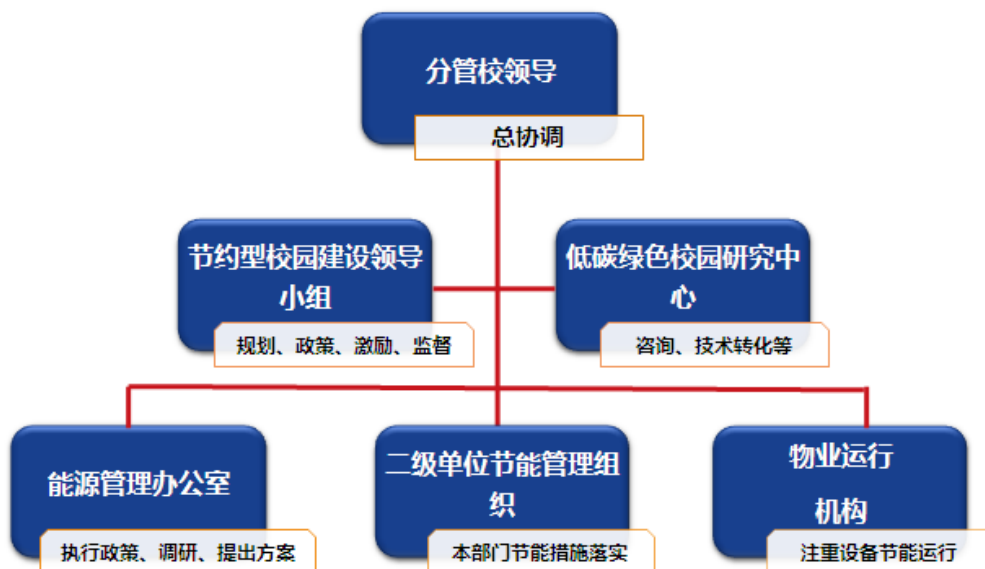 分管校领导
总协调
节约型校园建设领导
小组
规划、政策、激励、监督
低碳绿色校园研究中
心
咨询、技术转化等
能源管理办公室
执行政策、调研、提出方案
二级单位节能管理组
织
本部门节能措施落实
物业运行
机构
注重设备节能运行